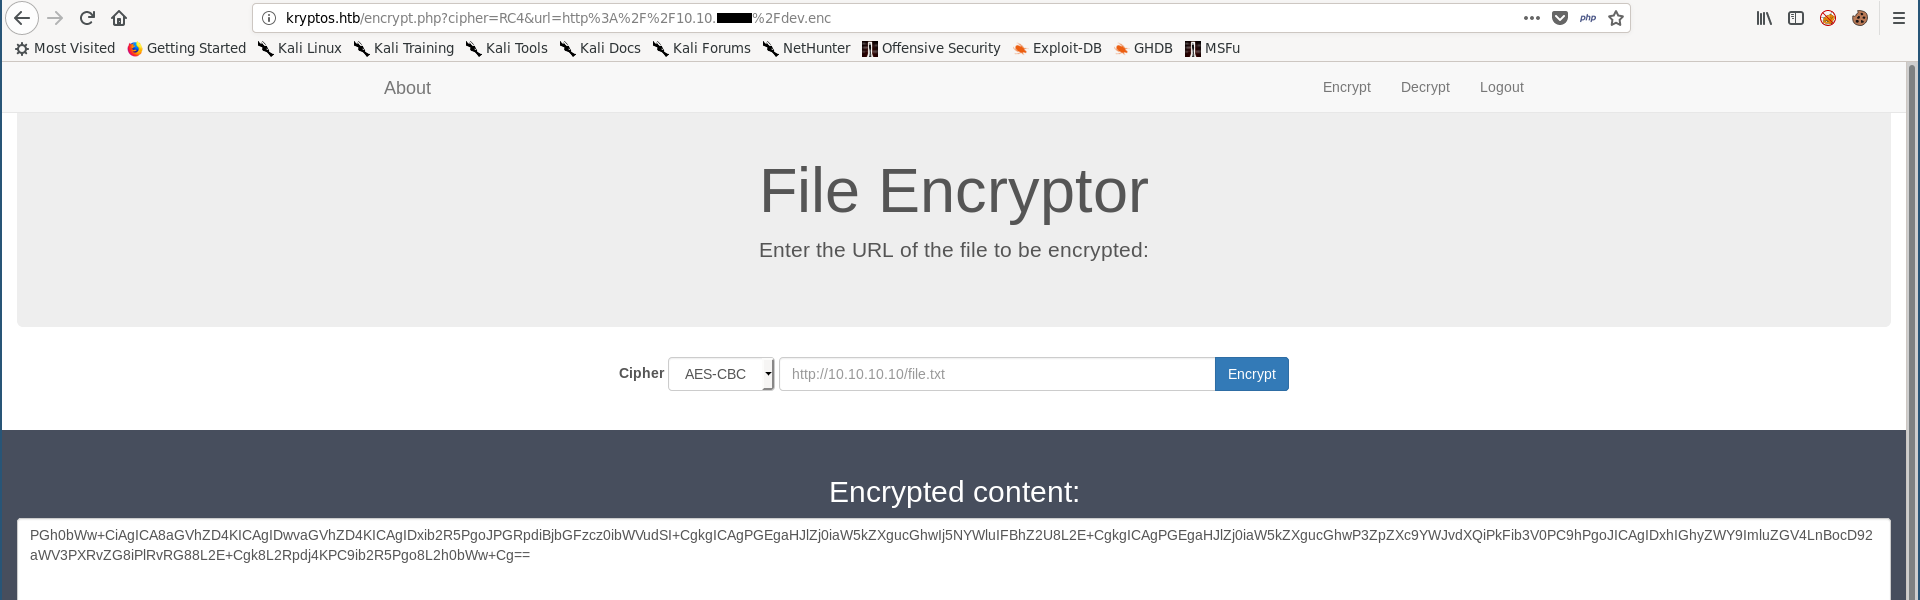 kryptos.htb/encrypt.php?cipher=RC4&url=http%3A%2F%2F10.10. %2Fdev.enc
php
Most Visited Getting Started Kali Linux Kali Training Kali Tools Kali Docs Kali Forums NetHunter Offensive Security Exploit-DB GHDB MSFu
About Encrypt Decrypt Logout
File Encryptor
Enter the URL of the file to be encrypted:
Cipher AES-CBC http://10.10.10.10/file.txt Encrypt
Encrypted content:
PGh0bWw+CiAgICA8aGVhZD4KICAgIDwvaGVhZD4KICAgIDxib2R5PgoJPGRpdiBjbGFzcz0ibWVudSI+CgkgICAgPGEgaHJlZj0iaW5kZXgucGhwIj5NYWluIFBhZ2U8L2E+CgkgICAgPGEgaHJlZj0iaW5kZXgucGhwP3ZpZXc9YWJvdXQiPkFib3V0PC9hPgoJICAgIDxhIGhyZWY9ImluZGV4LnBocD92
aWV3PXRvZG8iPlRvRG88L2E+Cgk8L2Rpdj4KPC9ib2R5Pgo8L2h0bWw+Cg==